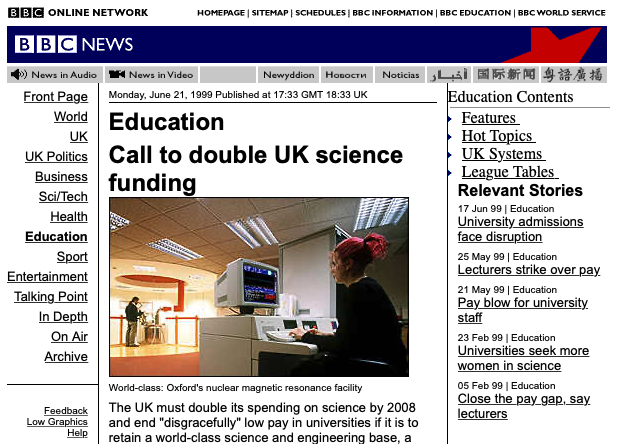 BBC ONLINE NETWORK
HOMEPAGE | SITEMAP | SCHEDULES | BBC INFORMATION | BBC EDUCATION | BBC WORLD SERVICE
BBC NEWS
News in Audio
News in Video
Newyddion
Новости
Noticias
أخبار
国际新闻
粤語廣播
Front Page
World
UK
UK Politics
Business
Sci/Tech
Health
Education
Sport
Entertainment
Talking Point
In Depth
On Air
Archive
Feedback
Low Graphics
Help
Monday, June 21, 1999 Published at 17:33 GMT 18:33 UK
Education
Call to double UK science
funding
World-class: Oxford's nuclear magnetic resonance facility
The UK must double its spending on science by 2008
and end "disgracefully" low pay in universities if it is to
retain a world-class science and engineering base, a
Education Contents
Features
Hot Topics
UK Systems
League Tables
Relevant Stories
17 Jun 99 | Education
University admissions
face disruption
25 May 99 | Education
Lecturers strike over pay
21 May 99 | Education
Pay blow for university
staff
23 Feb 99 | Education
Universities seek more
women in science
05 Feb 99 | Education
Close the pay gap, say
lecturers